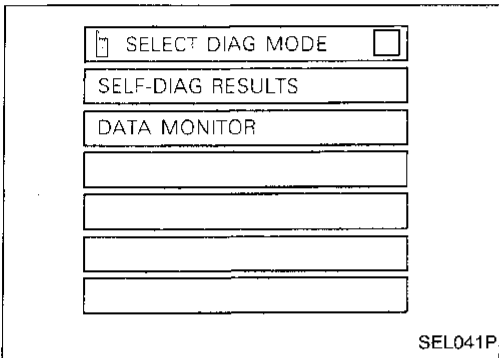 SELECT DIAG MODE
SELF-DIAG RESULTS
DATA MONITOR
SEL041P